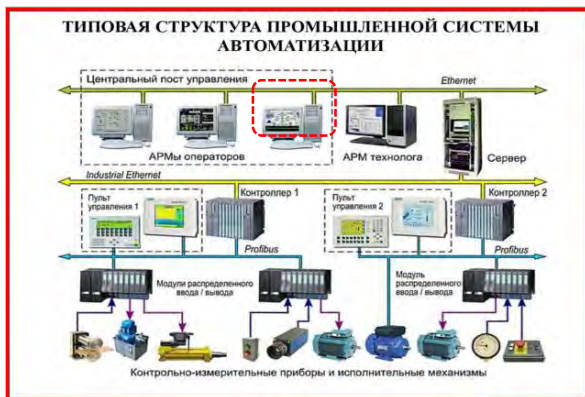 ТИПОВАЯ СТРУКТУРА ПРОМЫШЛЕННОЙ СИСТЕМЫ
АВТОМАТИЗАЦИИ
Центральный пост управления
Ethernet
АРМы операторов
АРМ технолога
Сервер
Industrial Ethernet
Пульт
управления 1
Контроллер 1
Пульт
управления 2
Контроллер 2
Profibus
Profibus
Модули распределенного
ввода / вывода
Модуль
распределенного
ввода / вывода
Контрольно-измерительные приборы и исполнительные механизмы